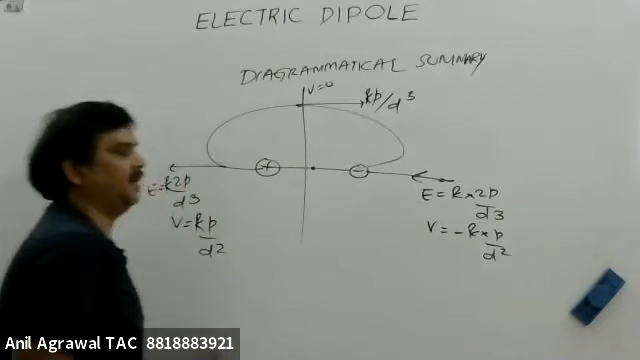 ELECTRIC DIPOLE
DIAGRAMMATICAL SUMMARY
V=0
kp/d3
+
−
E=k2p/d3
V=kp/d2
E = k×2p/d3
V = −k×p/d2
Anil Agrawal TAC 8818883921